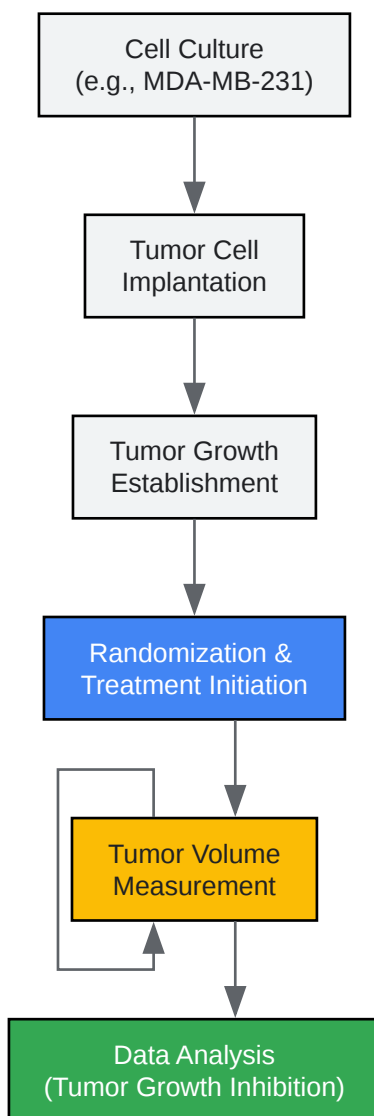 Cell Culture
(e.g., MDA-MB-231)
Tumor Cell
Implantation
Tumor Growth
Establishment
Randomization &
Treatment Initiation
Tumor Volume
Measurement
Data Analysis
(Tumor Growth Inhibition)